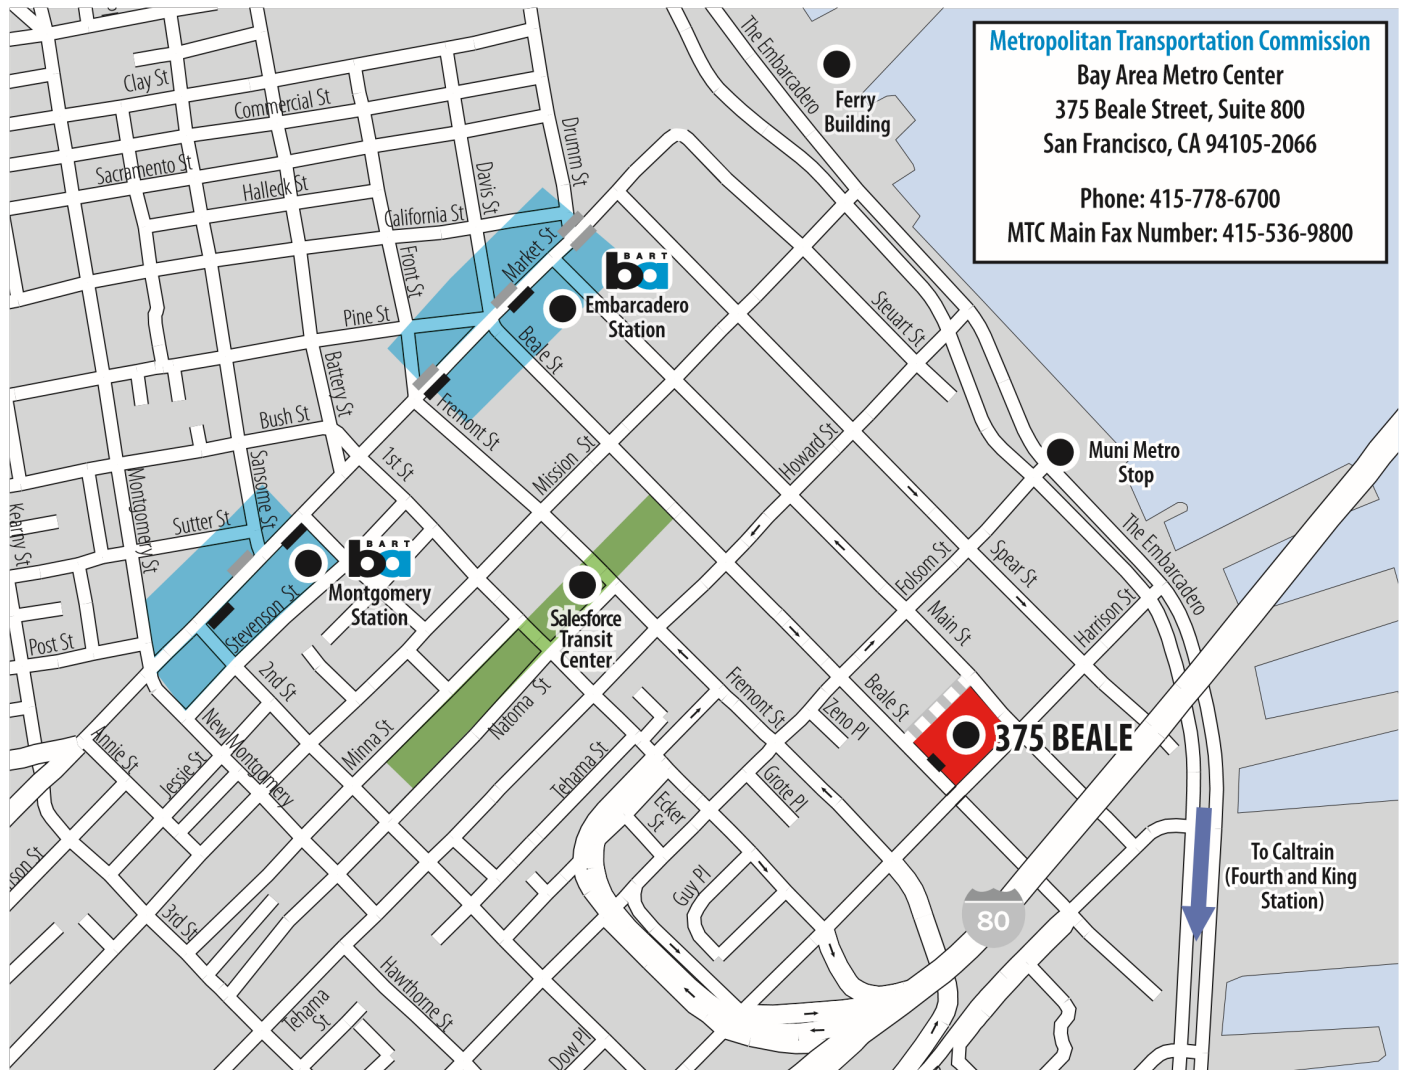 Metropolitan Transportation Commission
Bay Area Metro Center
375 Beale Street, Suite 800
San Francisco, CA 94105-2066
Phone: 415-778-6700
MTC Main Fax Number: 415-536-9800
The Embarcadero
Ferry
Building
Clay St
Commercial St
Sacramento St
Halleck St
Drumm St
Davis St
California St
Front St
Market St
BART
ba
Embarcadero
Station
Pine St
Beale St
Steuart St
Battery St
Bush St
Fremont St
1st St
Mission St
Howard St
Muni Metro
Stop
Kearny St
Montgomery St
Sansome St
Sutter St
The Embarcadero
BART
ba
Montgomery
Station
Stevenson St
Folsom St
Spear St
Main St
Harrison St
Post St
Salesforce
Transit
Center
2nd St
Natoma St
Fremont St
Beale St
Zeno Pl
375 BEALE
New Montgomery
Annie St
Jessie St
Minna St
Tehama St
Grote Pl
Ecker
St
Guy Pl
To Caltrain
(Fourth and King
Station)
80
3rd St
Hawthorne St
Tehama
St
Dow Pl